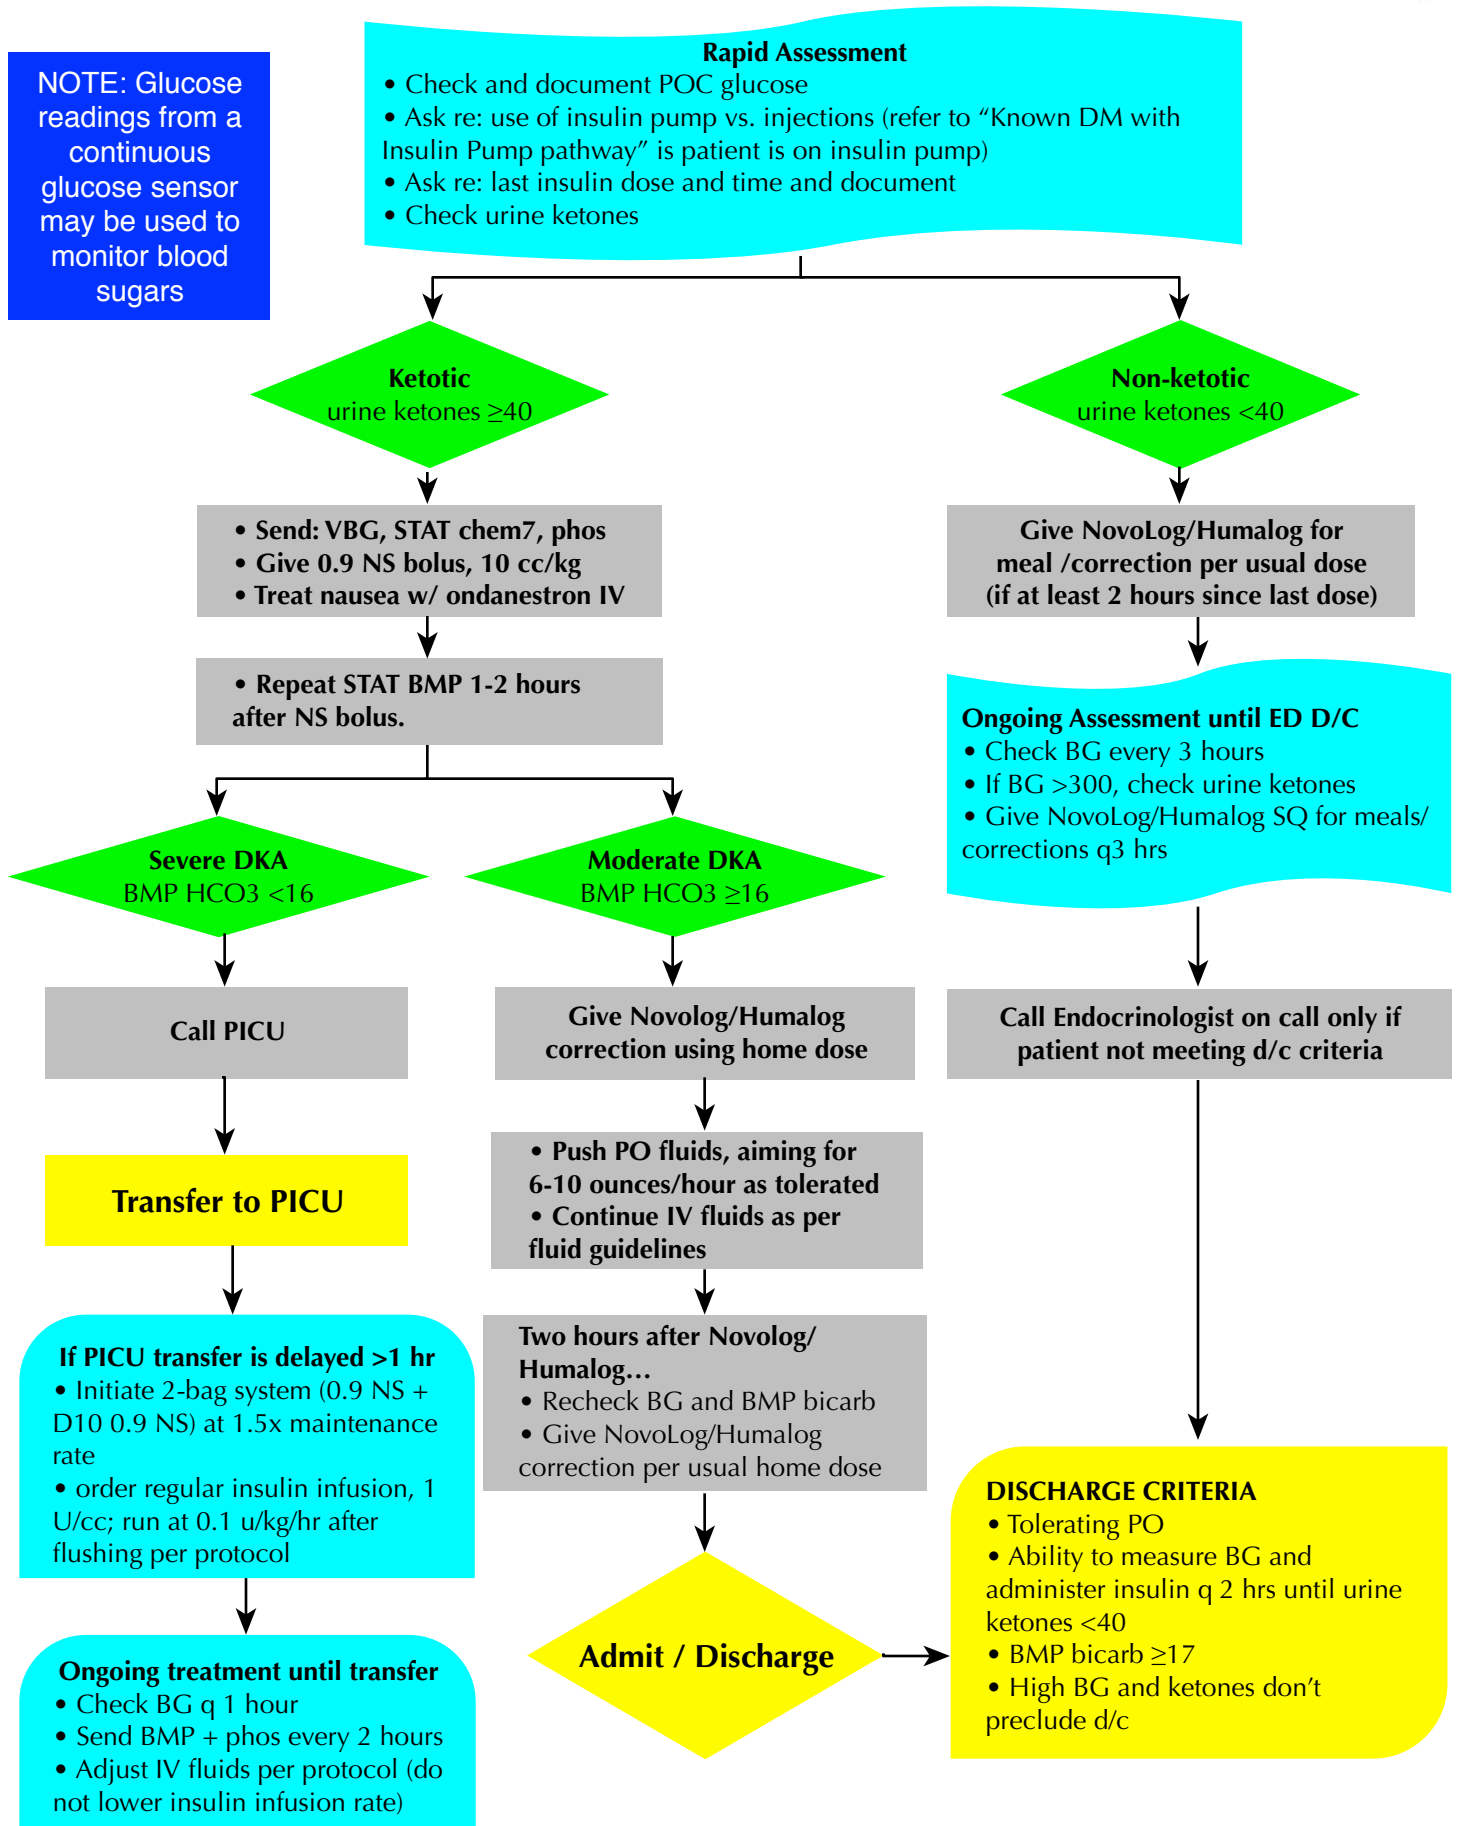 NOTE: Glucose
readings from a
continuous
glucose sensor
may be used to
monitor blood
sugars
Rapid Assessment
• Check and document POC glucose
• Ask re: use of insulin pump vs. injections (refer to “Known DM with
Insulin Pump pathway” is patient is on insulin pump)
• Ask re: last insulin dose and time and document
• Check urine ketones
Ketotic
urine ketones ≥40
Non-ketotic
urine ketones <40
• Send: VBG, STAT chem7, phos
• Give 0.9 NS bolus, 10 cc/kg
• Treat nausea w/ ondanestron IV
Give NovoLog/Humalog for
meal /correction per usual dose
(if at least 2 hours since last dose)
• Repeat STAT BMP 1-2 hours
after NS bolus.
Ongoing Assessment until ED D/C
• Check BG every 3 hours
• If BG >300, check urine ketones
• Give NovoLog/Humalog SQ for meals/
corrections q3 hrs
Severe DKA
BMP HCO3 <16
Moderate DKA
BMP HCO3 ≥16
Call PICU
Give Novolog/Humalog
correction using home dose
Call Endocrinologist on call only if
patient not meeting d/c criteria
Transfer to PICU
• Push PO fluids, aiming for
6-10 ounces/hour as tolerated
• Continue IV fluids as per
fluid guidelines
If PICU transfer is delayed >1 hr
• Initiate 2-bag system (0.9 NS +
D10 0.9 NS) at 1.5x maintenance
rate
• order regular insulin infusion, 1
U/cc; run at 0.1 u/kg/hr after
flushing per protocol
Two hours after Novolog/
Humalog…
• Recheck BG and BMP bicarb
• Give NovoLog/Humalog
correction per usual home dose
DISCHARGE CRITERIA
• Tolerating PO
• Ability to measure BG and
administer insulin q 2 hrs until urine
ketones <40
• BMP bicarb ≥17
• High BG and ketones don’t
preclude d/c
Admit / Discharge
Ongoing treatment until transfer
• Check BG q 1 hour
• Send BMP + phos every 2 hours
• Adjust IV fluids per protocol (do
not lower insulin infusion rate)